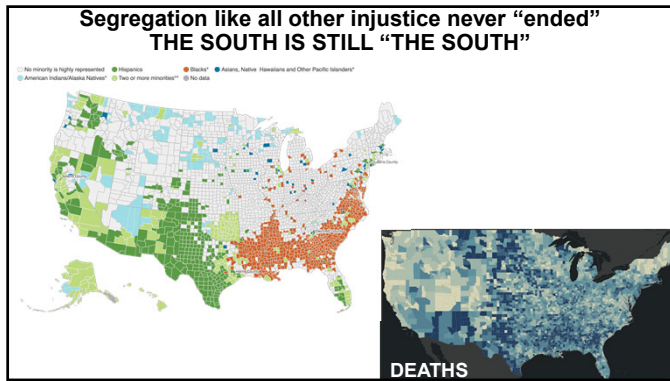 Segregation like all other injustice never “ended”
THE SOUTH IS STILL “THE SOUTH”
No minority is highly represented Hispanics Blacks* Asians, Native Hawaiians and Other Pacific Islanders*
American Indians/Alaska Natives* Two or more minorities** No data
DEATHS